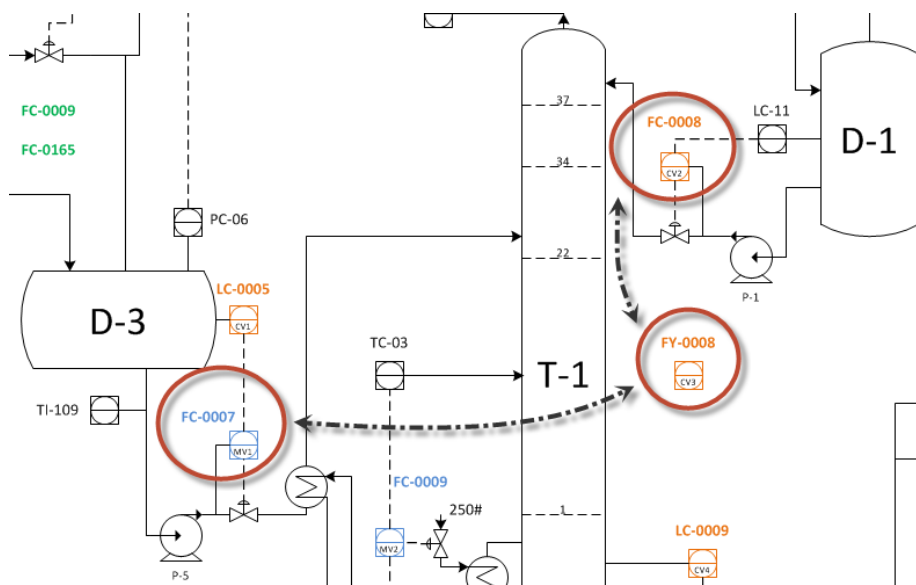 FC-0009
FC-0165
37
34
22
1
FC-0008
CV2
LC-11
D-1
PC-06
P-1
LC-0005
CV1
D-3
TC-03
T-1
FY-0008
CV3
TI-109
FC-0007
MV1
FC-0009
250#
MV2
P-5
LC-0009
CV4